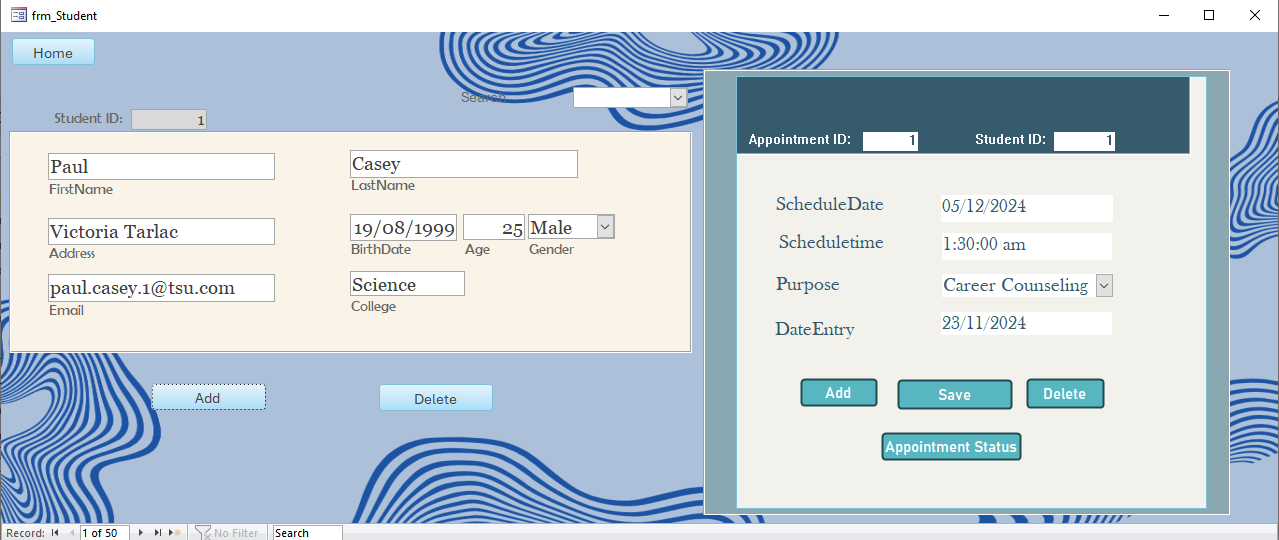 frm_Student
Home
Search
Student ID: 1
Paul
FirstName
Casey
LastName
Victoria Tarlac
Address
19/08/1999
BirthDate
25
Age
Male
Gender
paul.casey.1@tsu.com
Email
Science
College
Add
Delete
Appointment ID: 1
Student ID: 1
ScheduleDate 05/12/2024
Scheduletime 1:30:00 am
Purpose Career Counseling
DateEntry 23/11/2024
Add Save Delete
Appointment Status
Record: 1 of 50 No Filter Search